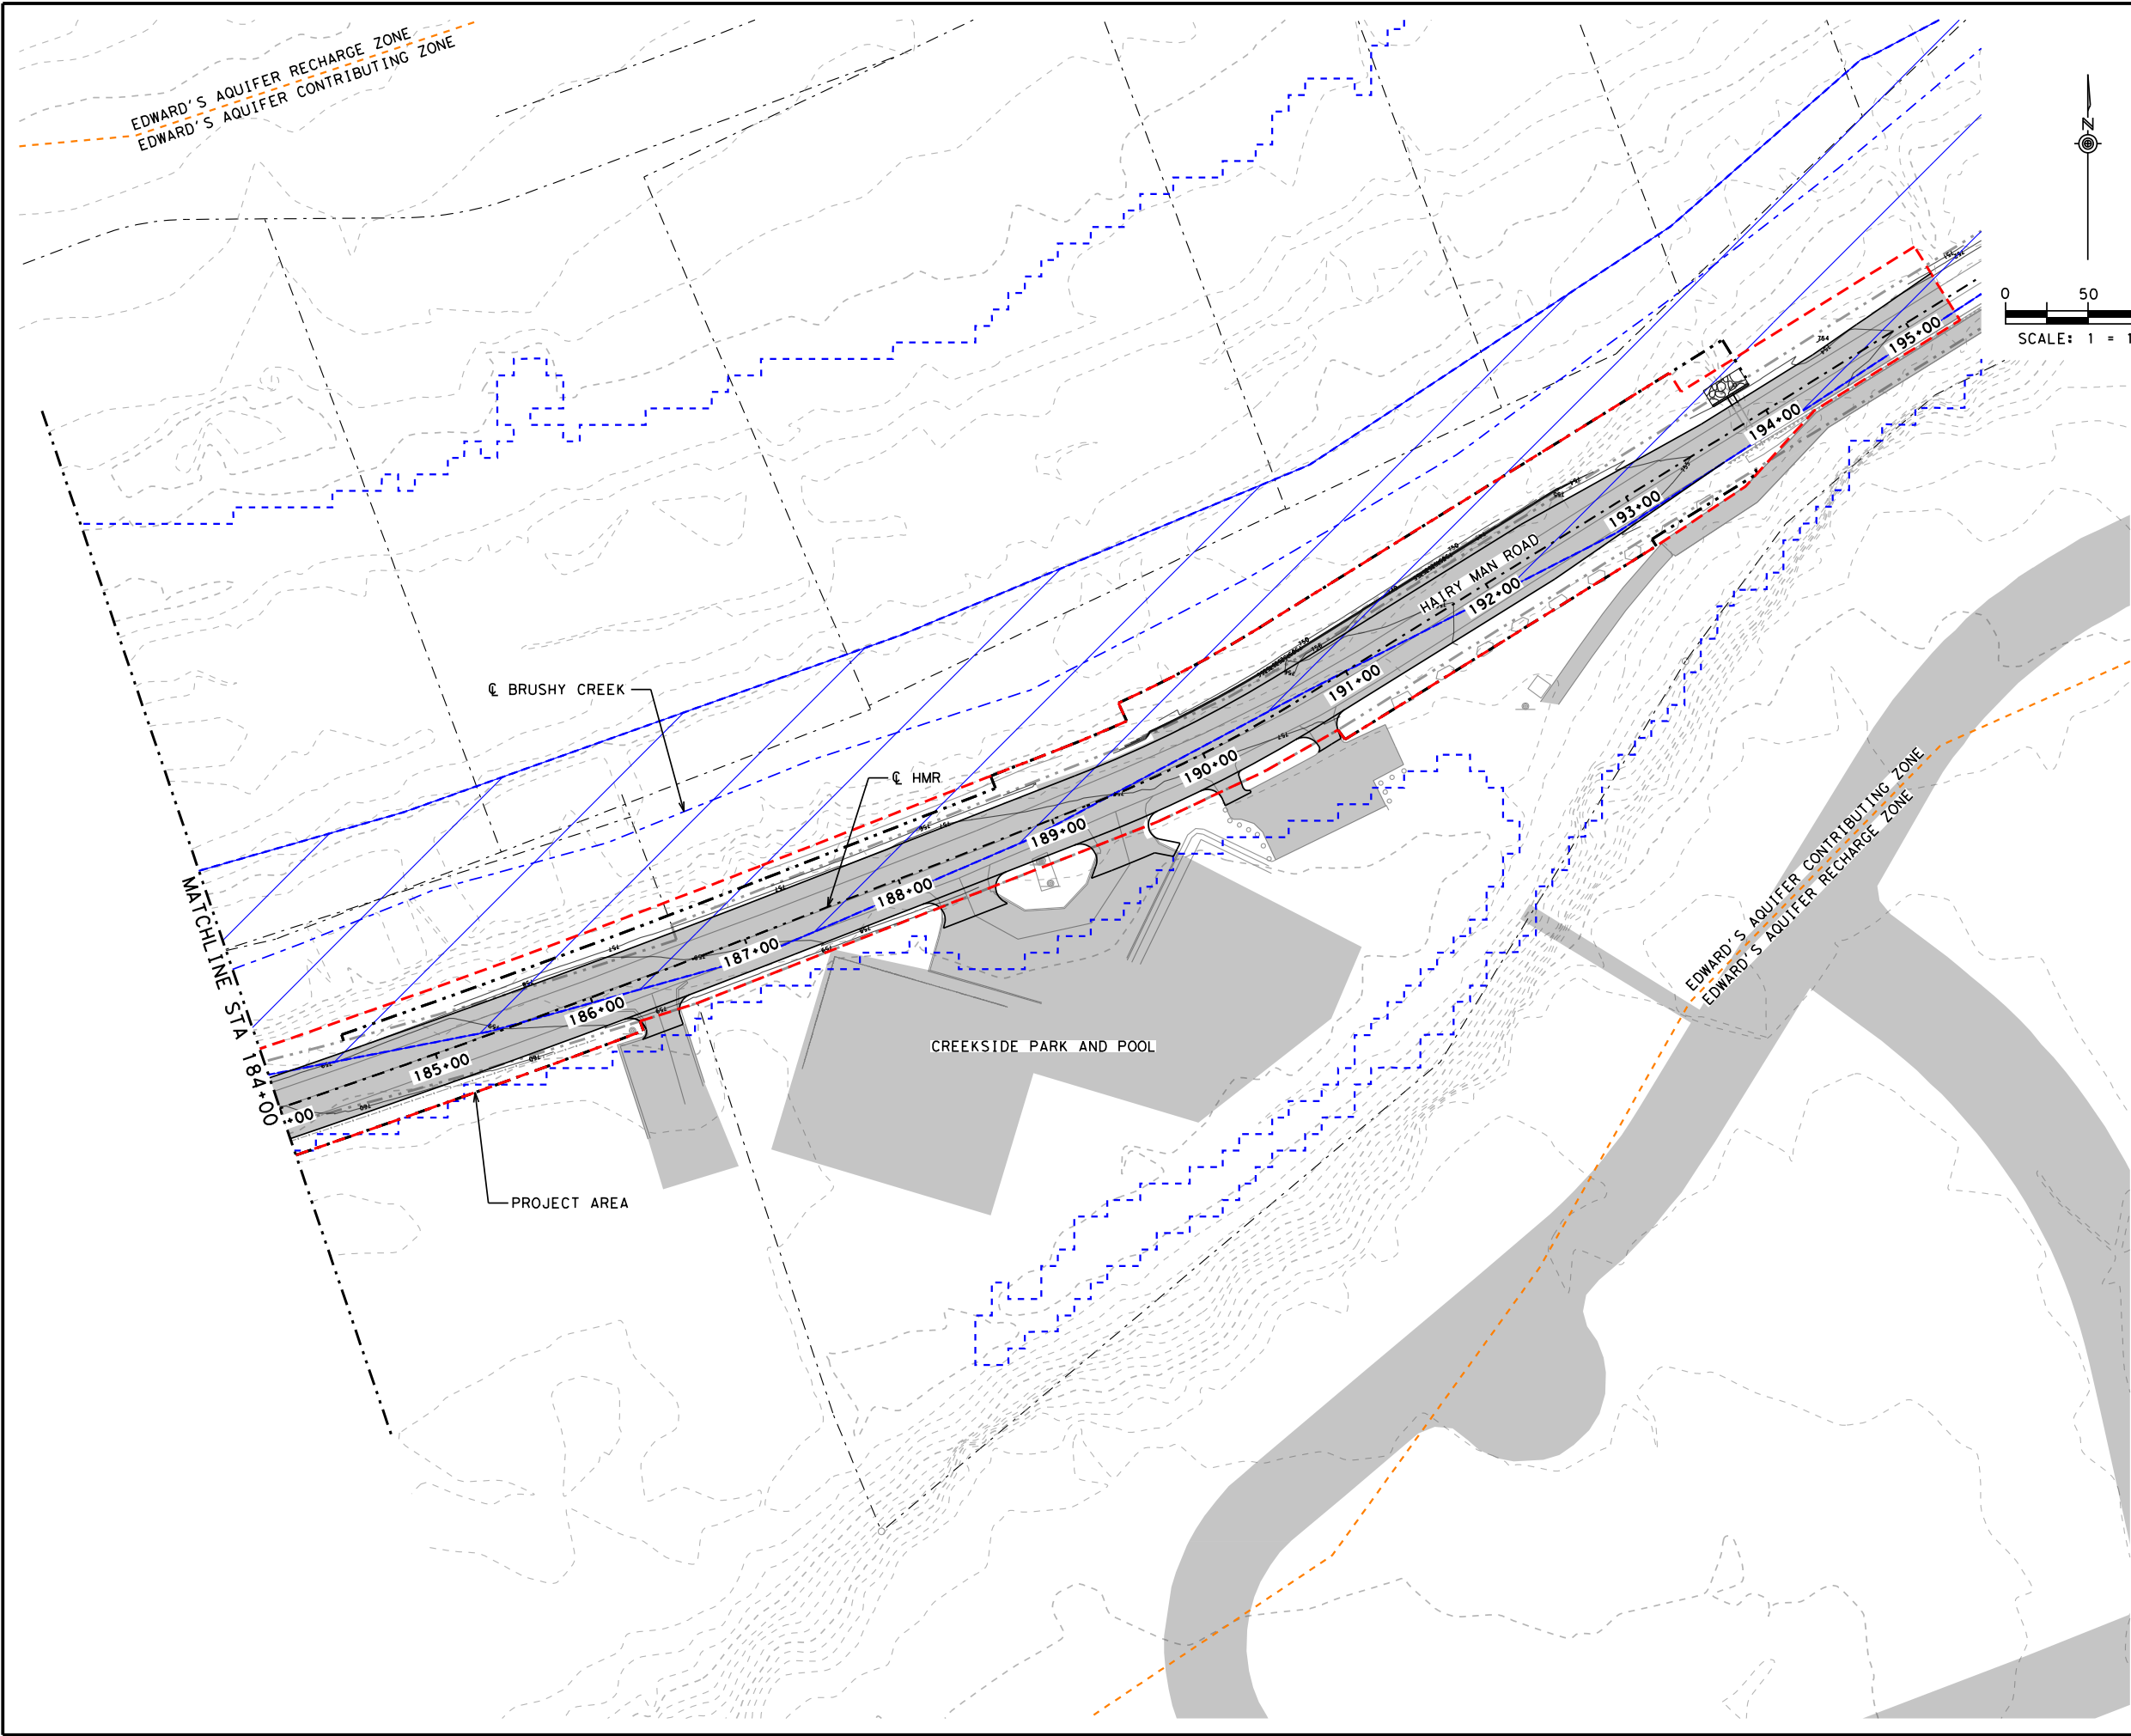 EDWARD'S AQUIFER RECHARGE ZONE
EDWARD'S AQUIFER CONTRIBUTING ZONE
N
0 50
SCALE: 1 = 1
195+00
194+00
193+00
HAIRY MAN ROAD
192+00
191+00
190+00
189+00
188+00
187+00
186+00
185+00
+00
℄ BRUSHY CREEK
℄ HMR
MATCHLINE STA 184+00
EDWARD'S AQUIFER CONTRIBUTING ZONE
EDWARD'S AQUIFER RECHARGE ZONE
CREEKSIDE PARK AND POOL
PROJECT AREA